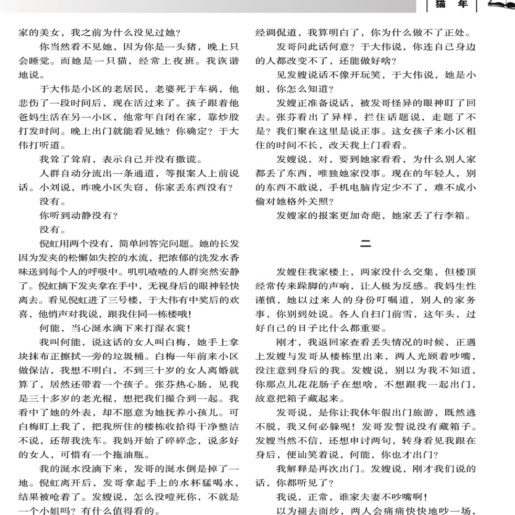 猫 年
家的美女，我之前为什么没见过她？
你当然看不见她，因为你是一头猪，晚上只
会睡觉。而她是一只猫，经常上夜班。我诙谐
地说。
于大伟是小区的老居民，老婆死于车祸，他
悲伤了一段时间后，现在活过来了。孩子跟着他
爸妈生活在另一小区，他常年自闭在家，靠炒股
打发时间。晚上出门就能看见她？你确定？于大
伟打听道。
我耸了耸肩，表示自己并没有撒谎。
人群自动分流出一条通道，等报案人上前说
话。小刘说，昨晚小区失窃，你家丢东西没有？
没有。
你听到动静没有？
没有。
倪虹用两个没有，简单回答完问题。她的长发
因为发夹的松懈如失控的水流，把浓郁的洗发水香
味送到每个人的呼吸中。叽叽喳喳的人群突然安静
了。倪虹摘下发夹拿在手中，无视身后的眼神轻快
离去。看见倪虹进了三号楼，于大伟有中奖后的欢
喜，他悄声对我说，跟我住同一栋楼哦！
何能，当心涎水滴下来打湿衣裳！
我叫何能，说这话的女人叫白梅，她手上拿
块抹布正擦拭一旁的垃圾桶。白梅一年前来小区
做保洁，我想不明白，不到三十岁的女人离婚就
算了，居然还带着一个孩子。张芬热心肠，见我
是三十多岁的老光棍，想把我们撮合到一起。我
看中了她的外表，却不愿意为她抚养小孩儿。可
白梅盯上我了，把我所住的楼栋收拾得干净整洁
不说，还帮我洗车。我妈开始了碎碎念，说多好
的女人，可惜有一个拖油瓶。
我的涎水没滴下来，发哥的涎水倒是掉了一
地。倪虹离开后，发哥拿起手上的水杯猛喝水，
结果被呛着了。发嫂说，怎么没噎死你，不就是
一个小姐吗？有什么值得看的。
经调侃道，我算明白了，你为什么做不了正处。
发哥问此话何意？于大伟说，你连自己身边
的人都改变不了，还能做好啥？
见发嫂说话不像开玩笑，于大伟说，她是小
姐，你怎么知道？
发嫂正准备说话，被发哥怪异的眼神盯了回
去。张芬看出了异样，拦住话题说，走题了不
是？我们聚在这里是说正事。这女孩子来小区租
住的时间不长，改天我上门看看。
发嫂说，对，要到她家看看，为什么别人家
都丢了东西，唯独她家没事。现在的年轻人，别
的东西不敢说，手机电脑肯定少不了，难不成小
偷对她格外关照？
发嫂家的报案更加奇葩，她家丢了行李箱。
二
发嫂住我家楼上，两家没什么交集，但楼顶
经常传来跺脚的声响，让人极为反感。我妈生性
谨慎，她以过来人的身份叮嘱道，别人的家务
事，你别到处说。各人自扫门前雪，这年头，过
好自己的日子比什么都重要。
刚才，我返回家查看丢失情况的时候，正遇
上发嫂与发哥从楼栋里出来，两人光顾着吵嘴，
没注意到身后的我。发嫂说，别以为我不知道，
你那点儿花花肠子在想啥，不想跟我一起出门，
故意把箱子藏起来。
发哥说，是你让我休年假出门旅游，既然逃
不脱，我又何必躲呢！发哥发誓说没有藏箱子。
发嫂当然不信，还想申讨两句，转身看见我跟在
身后，便讪笑着说，何能，你也才出门？
我解释是再次出门。发嫂说，刚才我们说的
话，你都听见了？
我说，正常，谁家夫妻不吵嘴啊！
以为褪去面纱，两人会痛痛快快地吵一场，